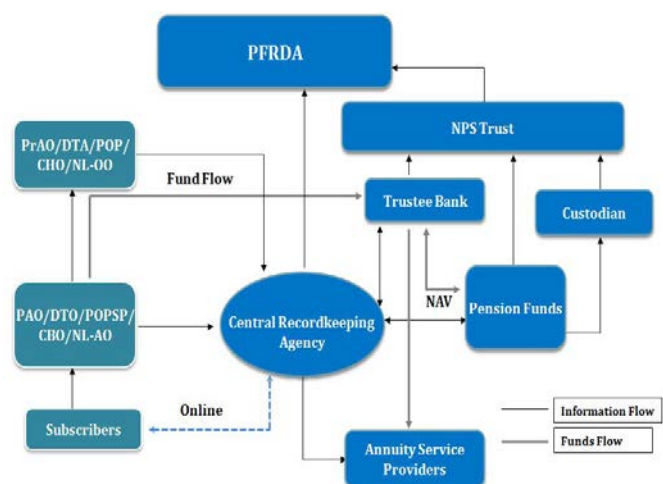 PFRDA
NPS Trust
PrAO/DTA/POP/
CHO/NL-OO
Fund Flow
Trustee Bank
Custodian
PAO/DTO/POPSP/
CBO/NL-AO
Central Recordkeeping
Agency
NAV
Pension Funds
Subscribers
Online
Annuity Service
Providers
Information Flow
Funds Flow